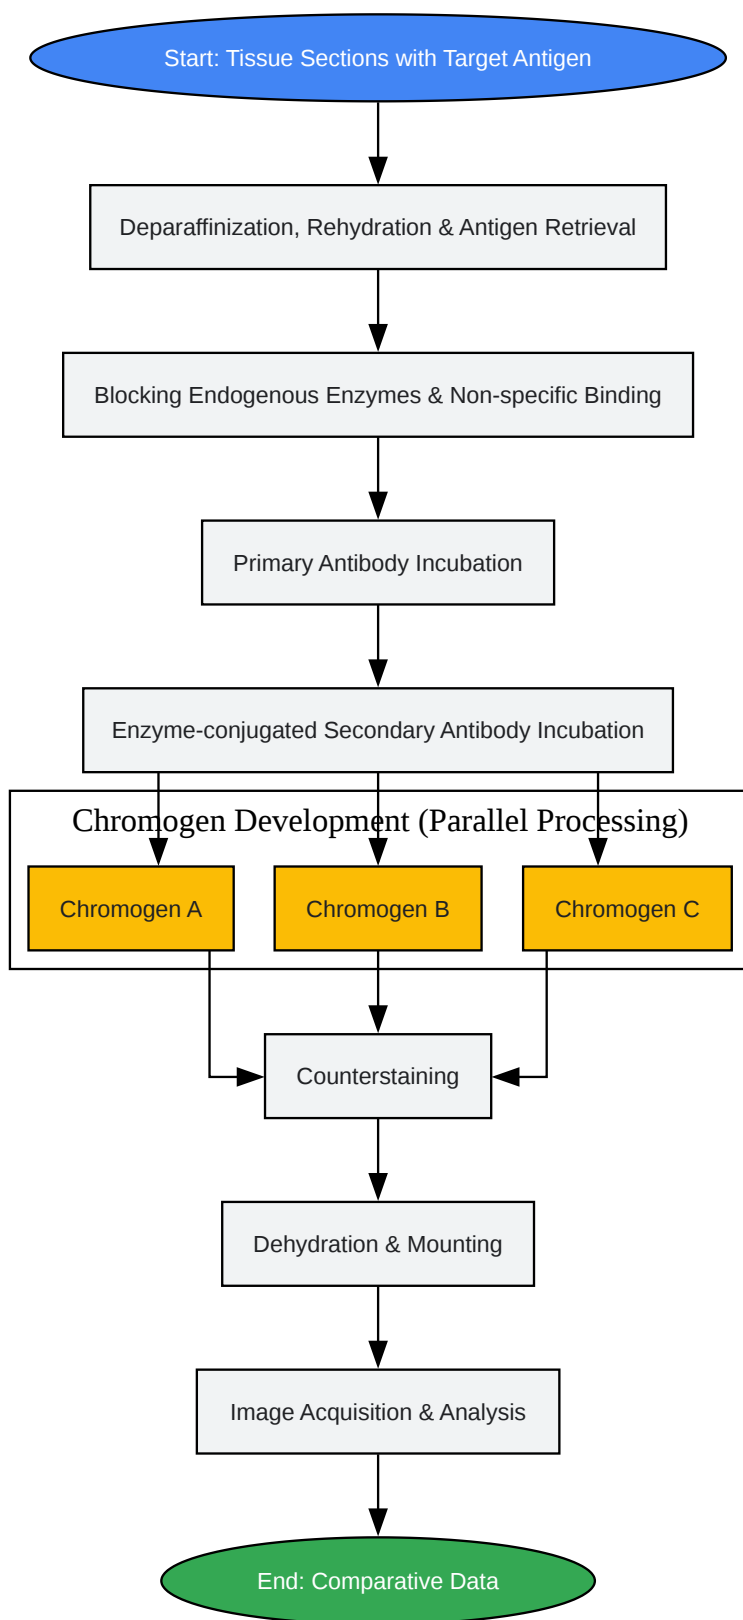 Start: Tissue Sections with Target Antigen
Deparaffinization, Rehydration & Antigen Retrieval
Blocking Endogenous Enzymes & Non-specific Binding
Primary Antibody Incubation
Enzyme-conjugated Secondary Antibody Incubation
Chromogen Development (Parallel Processing)
Chromogen A
Chromogen B
Chromogen C
Counterstaining
Dehydration & Mounting
Image Acquisition & Analysis
End: Comparative Data